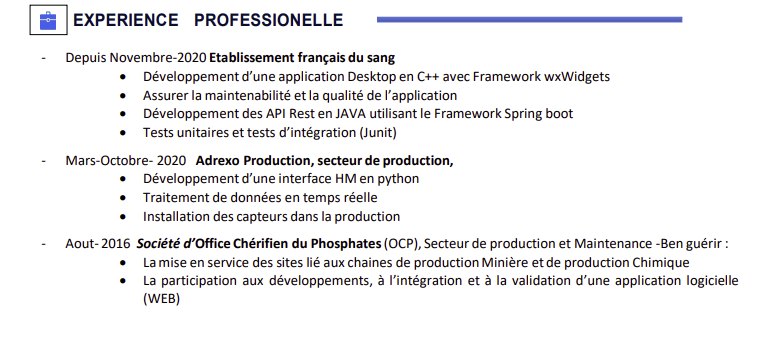 EXPERIENCE PROFESSIONELLE
- Depuis Novembre-2020 Etablissement français du sang
• Développement d'une application Desktop en C++ avec Framework wxWidgets
• Assurer la maintenabilité et la qualité de l'application
• Développement des API Rest en JAVA utilisant le Framework Spring boot
• Tests unitaires et tests d'intégration (Junit)
- Mars-Octobre- 2020 Adrexo Production, secteur de production,
• Développement d'une interface HM en python
• Traitement de données en temps réelle
• Installation des capteurs dans la production
- Aout- 2016 Société d'Office Chérifien du Phosphates (OCP), Secteur de production et Maintenance -Ben guérir :
• La mise en service des sites lié aux chaines de production Minière et de production Chimique
• La participation aux développements, à l'intégration et à la validation d'une application logicielle
(WEB)